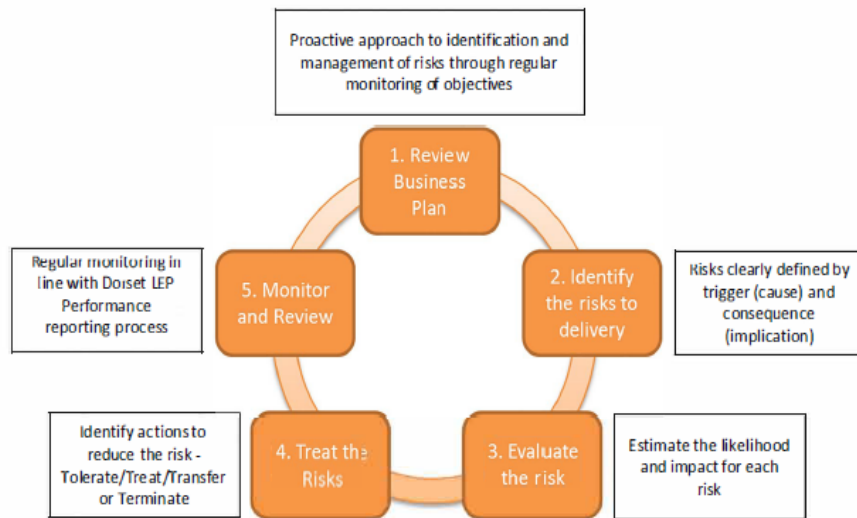 Proactive approach to identification and
management of risks through regular
monitoring of objectives
1. Review
Business
Plan
2. Identify
the risks to
delivery
Risks clearly defined by
trigger (cause) and
consequence
(implication)
3. Evaluate
the risk
Estimate the likelihood
and impact for each
risk
4. Treat the
Risks
Identify actions to
reduce the risk -
Tolerate/Treat/Transfer
or Terminate
5. Monitor
and Review
Regular monitoring in
line with Dorset LEP
Performance
reporting process